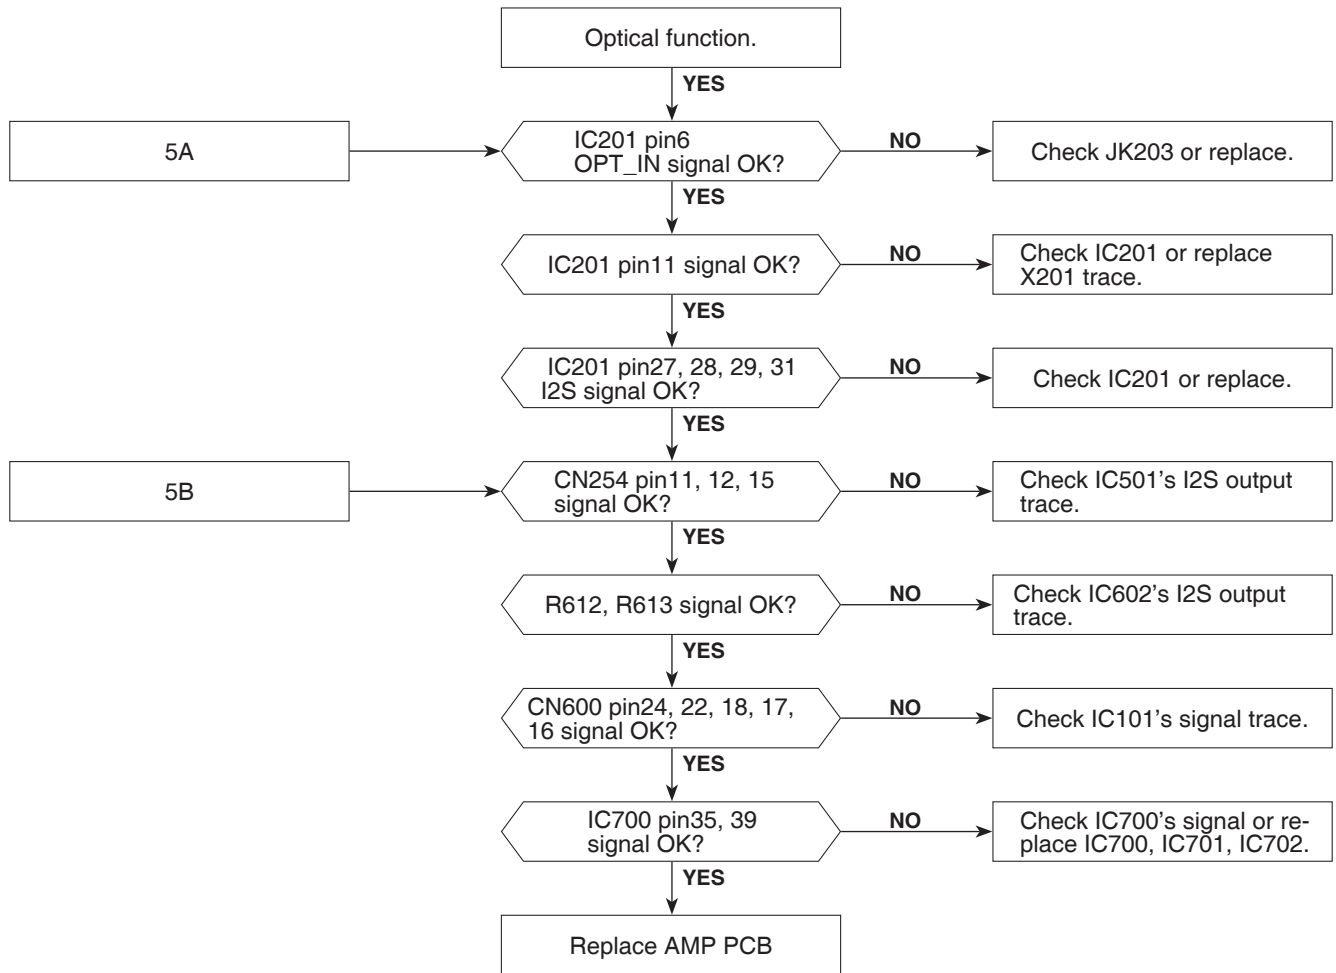 Optical function.
YES
5A
IC201 pin6
OPT_IN signal OK?
NO
Check JK203 or replace.
YES
IC201 pin11 signal OK?
NO
Check IC201 or replace
X201 trace.
YES
IC201 pin27, 28, 29, 31
I2S signal OK?
NO
Check IC201 or replace.
YES
5B
CN254 pin11, 12, 15
signal OK?
NO
Check IC501's I2S output
trace.
YES
R612, R613 signal OK?
NO
Check IC602's I2S output
trace.
YES
CN600 pin24, 22, 18, 17,
16 signal OK?
NO
Check IC101's signal trace.
YES
IC700 pin35, 39
signal OK?
NO
Check IC700's signal or re-
place IC700, IC701, IC702.
YES
Replace AMP PCB